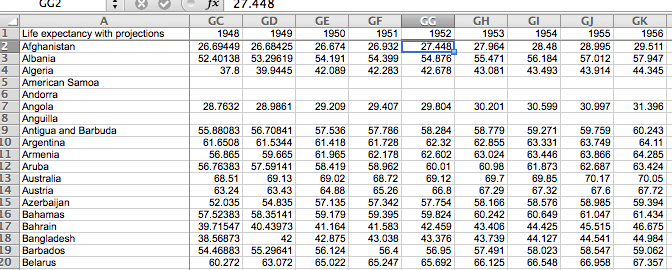 GG2 27.448
A GC GD GE GF GG GH GI GJ GK
1 Life expectancy with projections 1948 1949 1950 1951 1952 1953 1954 1955 1956
2 Afghanistan 26.69449 26.68425 26.674 26.932 27.448 27.964 28.48 28.995 29.511
3 Albania 52.40138 53.29619 54.191 54.399 54.876 55.471 56.184 57.012 57.947
4 Algeria 37.8 39.9445 42.089 42.283 42.678 43.081 43.493 43.914 44.345
5 American Samoa
6 Andorra
7 Angola 28.7632 28.9861 29.209 29.407 29.804 30.201 30.599 30.997 31.396
8 Anguilla
9 Antigua and Barbuda 55.88083 56.70841 57.536 57.786 58.284 58.779 59.271 59.759 60.243
10 Argentina 61.6508 61.5344 61.418 61.728 62.32 62.855 63.331 63.749 64.11
11 Armenia 56.865 59.665 61.965 62.178 62.602 63.024 63.446 63.866 64.285
12 Aruba 56.76383 57.59141 58.419 58.962 60.01 60.98 61.873 62.687 63.424
13 Australia 68.51 69.13 69.02 68.72 69.12 69.7 69.85 70.17 70.05
14 Austria 63.24 63.43 64.88 65.26 66.8 67.29 67.32 67.6 67.72
15 Azerbaijan 52.035 54.835 57.135 57.342 57.754 58.166 58.576 58.985 59.394
16 Bahamas 57.52383 58.35141 59.179 59.395 59.824 60.242 60.649 61.047 61.434
17 Bahrain 39.71547 40.43973 41.164 41.583 42.459 43.406 44.425 45.515 46.675
18 Bangladesh 38.56873 42 42.875 43.038 43.376 43.739 44.127 44.541 44.984
19 Barbados 54.46883 55.29641 56.124 56.4 56.95 57.491 58.023 58.547 59.062
20 Belarus 60.272 63.072 65.022 65.247 65.692 66.125 66.548 66.958 67.357